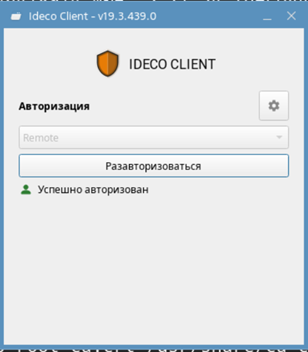 Ideco Client - v19.3.439.0
IDECO CLIENT
Авторизация
Remote
Разавторизоваться
Успешно авторизован